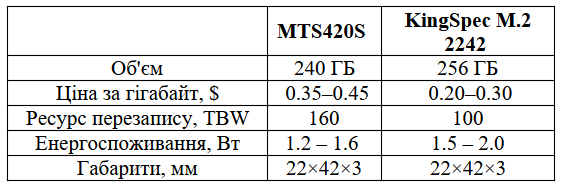 MTS420S KingSpec M.2
2242
Об'єм 240 ГБ 256 ГБ
Ціна за гігабайт, $ 0.35–0.45 0.20–0.30
Ресурс перезапису, TBW 160 100
Енергоспоживання, Вт 1.2 – 1.6 1.5 – 2.0
Габарити, мм 22×42×3 22×42×3